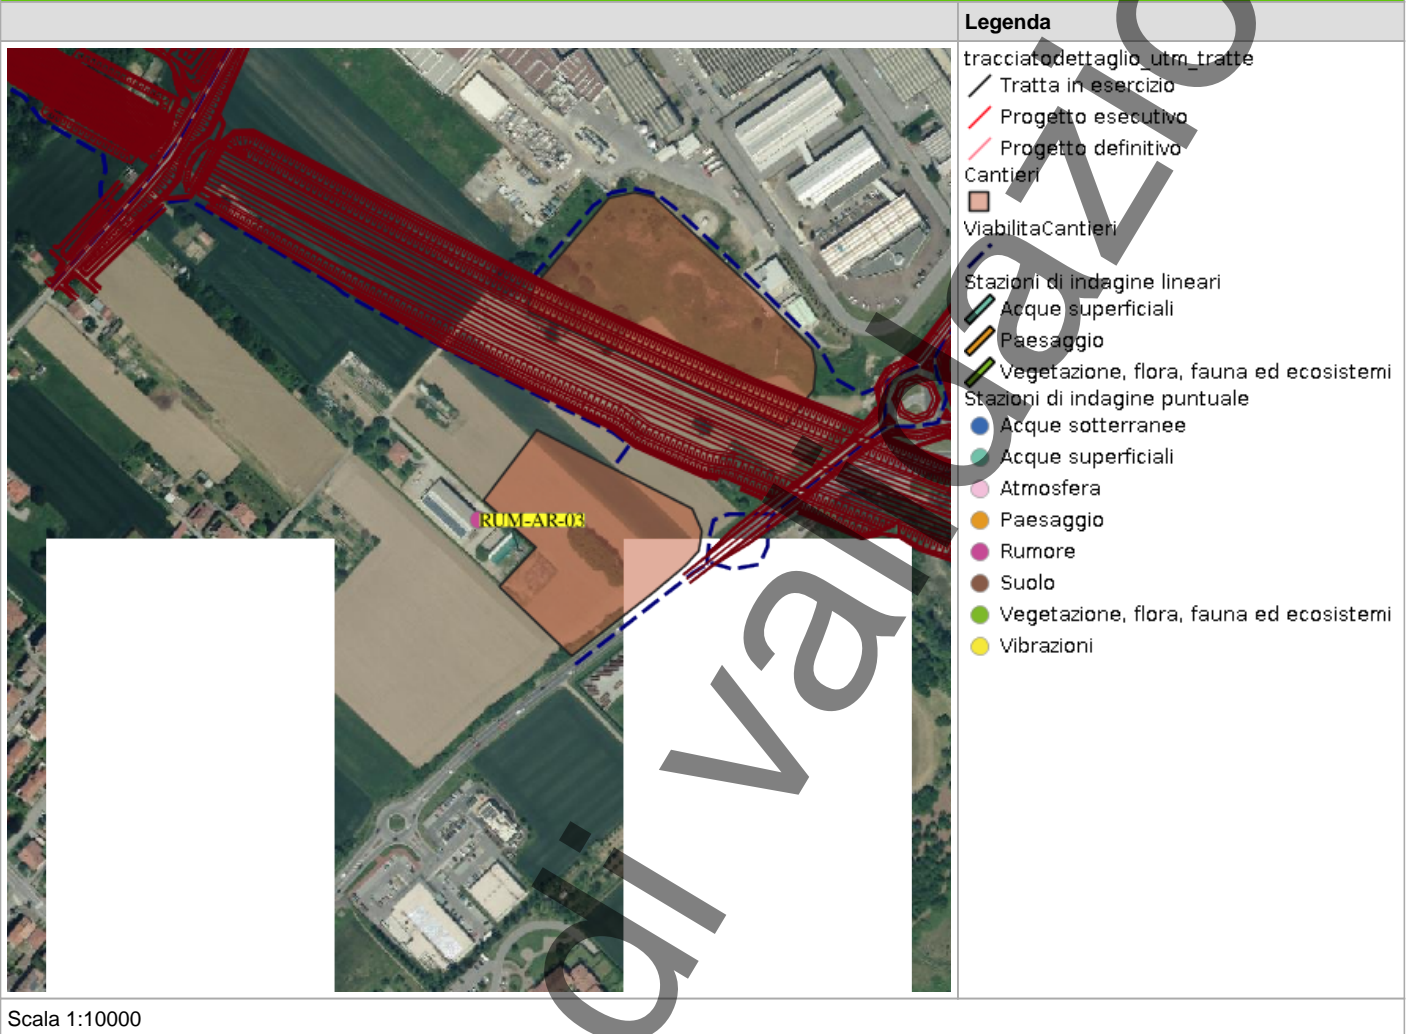 Legenda
tracciatodettaglio_utm_tratte
Tratta in esercizio
Progetto esecutivo
Progetto definitivo
Cantieri
ViabilitaCantieri
Stazioni di indagine lineari
Acque superficiali
Paesaggio
Vegetazione, flora, fauna ed ecosistemi
Stazioni di indagine puntuale
Acque sotterranee
Acque superficiali
Atmosfera
Paesaggio
Rumore
Suolo
Vegetazione, flora, fauna ed ecosistemi
Vibrazioni
RUM-AR-03
Scala 1:10000
di validazio